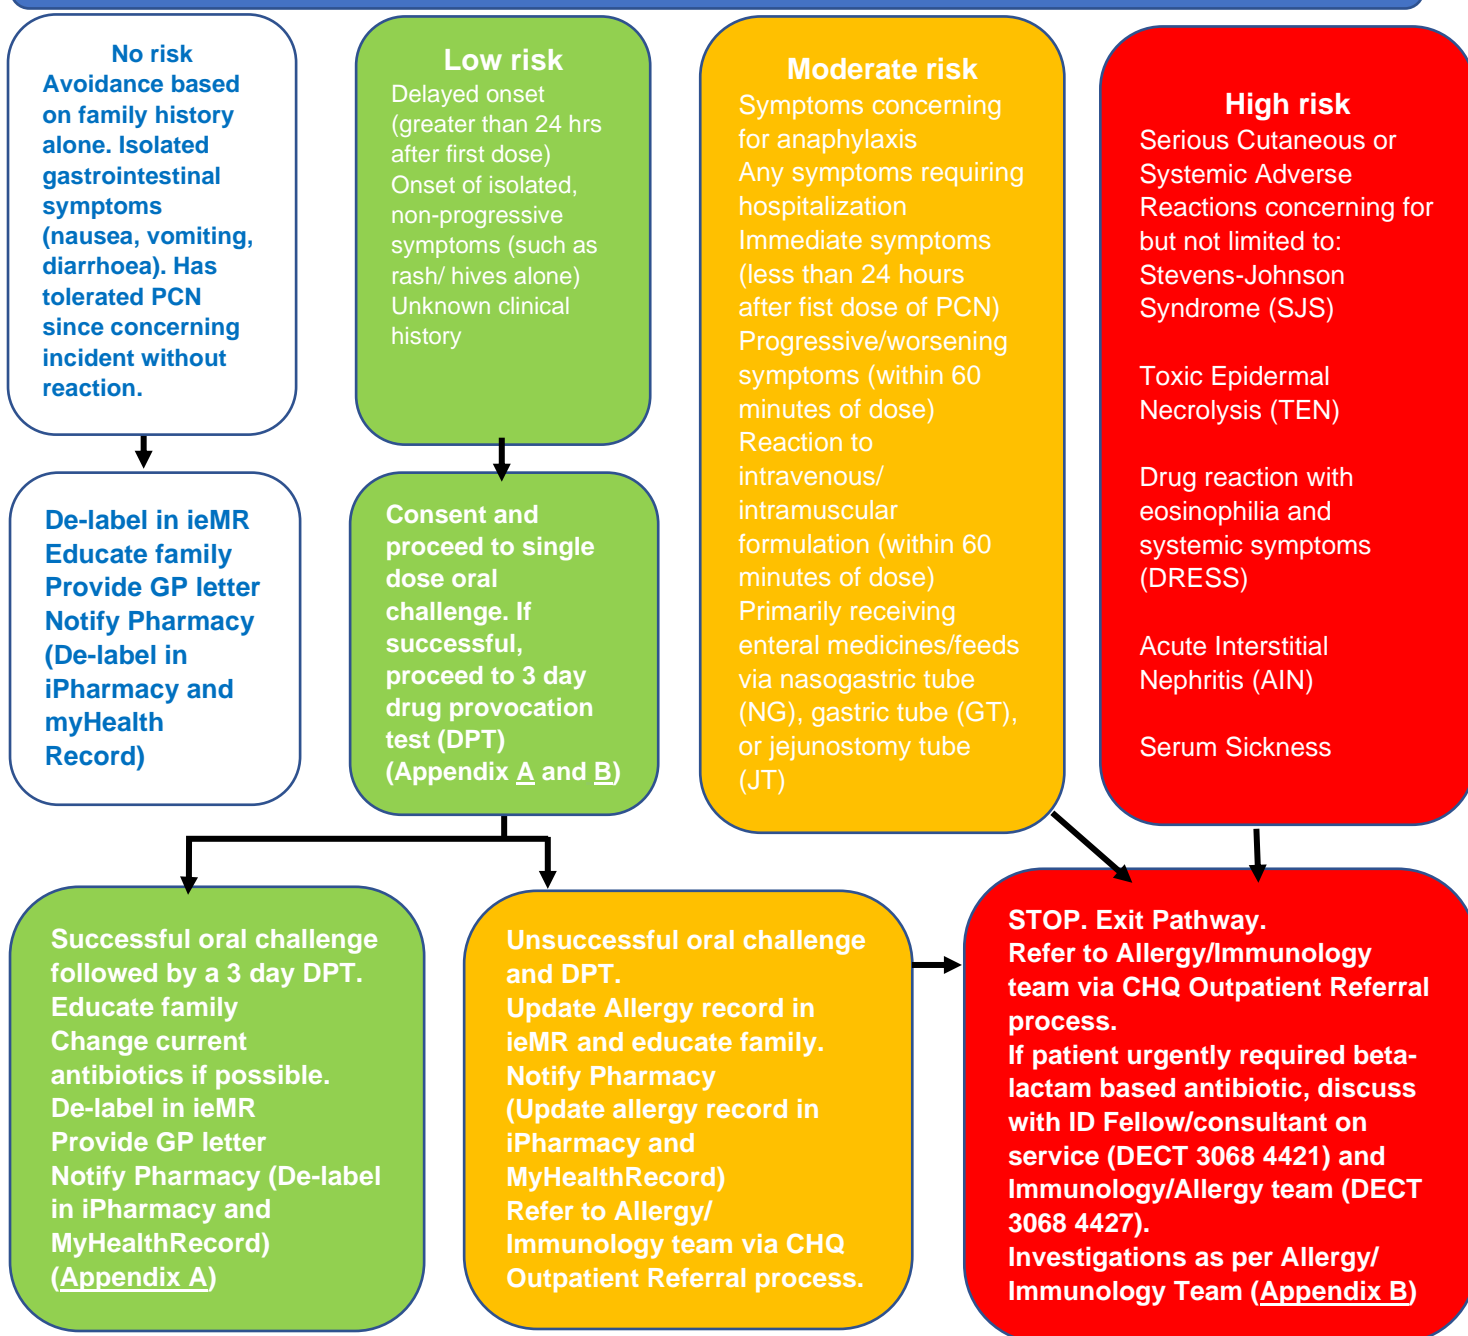 No risk
Avoidance based
on family history
alone. Isolated
gastrointestinal
symptoms
(nausea, vomiting,
diarrhoea). Has
tolerated PCN
since concerning
incident without
reaction.
Low risk
Delayed onset
(greater than 24 hrs
after first dose)
Onset of isolated,
non-progressive
symptoms (such as
rash/ hives alone)
Unknown clinical
history
Moderate risk
Symptoms concerning
for anaphylaxis
Any symptoms requiring
hospitalization
Immediate symptoms
(less than 24 hours
after fist dose of PCN)
Progressive/worsening
symptoms (within 60
minutes of dose)
Reaction to
intravenous/
intramuscular
formulation (within 60
minutes of dose)
Primarily receiving
enteral medicines/feeds
via nasogastric tube
(NG), gastric tube (GT),
or jejunostomy tube
(JT)
High risk
Serious Cutaneous or
Systemic Adverse
Reactions concerning for
but not limited to:
Stevens-Johnson
Syndrome (SJS)
Toxic Epidermal
Necrolysis (TEN)
Drug reaction with
eosinophilia and
systemic symptoms
(DRESS)
Acute Interstitial
Nephritis (AIN)
Serum Sickness
De-label in ieMR
Educate family
Provide GP letter
Notify Pharmacy
(De-label in
iPharmacy and
myHealth
Record)
Consent and
proceed to single
dose oral
challenge. If
successful,
proceed to 3 day
drug provocation
test (DPT)
(Appendix A and B)
Successful oral challenge
followed by a 3 day DPT.
Educate family
Change current
antibiotics if possible.
De-label in ieMR
Provide GP letter
Notify Pharmacy (De-label
in iPharmacy and
MyHealthRecord)
(Appendix A)
Unsuccessful oral challenge
and DPT.
Update Allergy record in
ieMR and educate family.
Notify Pharmacy
(Update allergy record in
iPharmacy and
MyHealthRecord)
Refer to Allergy/
Immunology team via CHQ
Outpatient Referral process.
STOP. Exit Pathway.
Refer to Allergy/Immunology
team via CHQ Outpatient Referral
process.
If patient urgently required beta-
lactam based antibiotic, discuss
with ID Fellow/consultant on
service (DECT 3068 4421) and
Immunology/Allergy team (DECT
3068 4427).
Investigations as per Allergy/
Immunology Team (Appendix B)